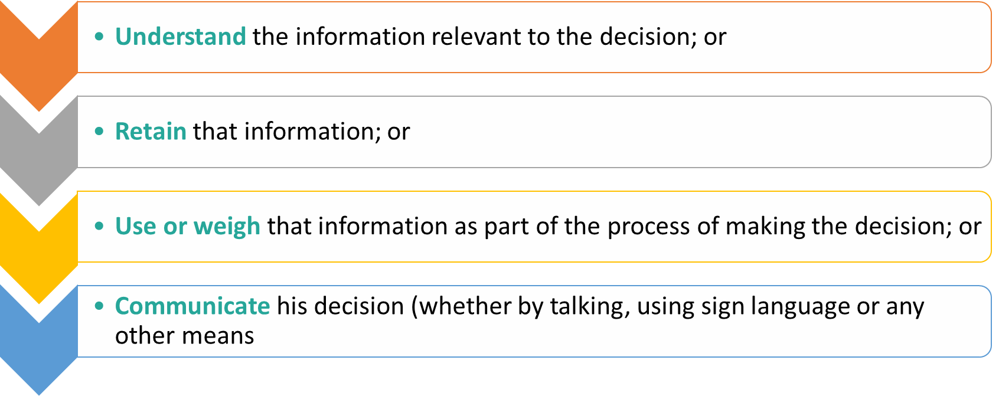 • Understand the information relevant to the decision; or
• Retain that information; or
• Use or weigh that information as part of the process of making the decision; or
• Communicate his decision (whether by talking, using sign language or any
other means